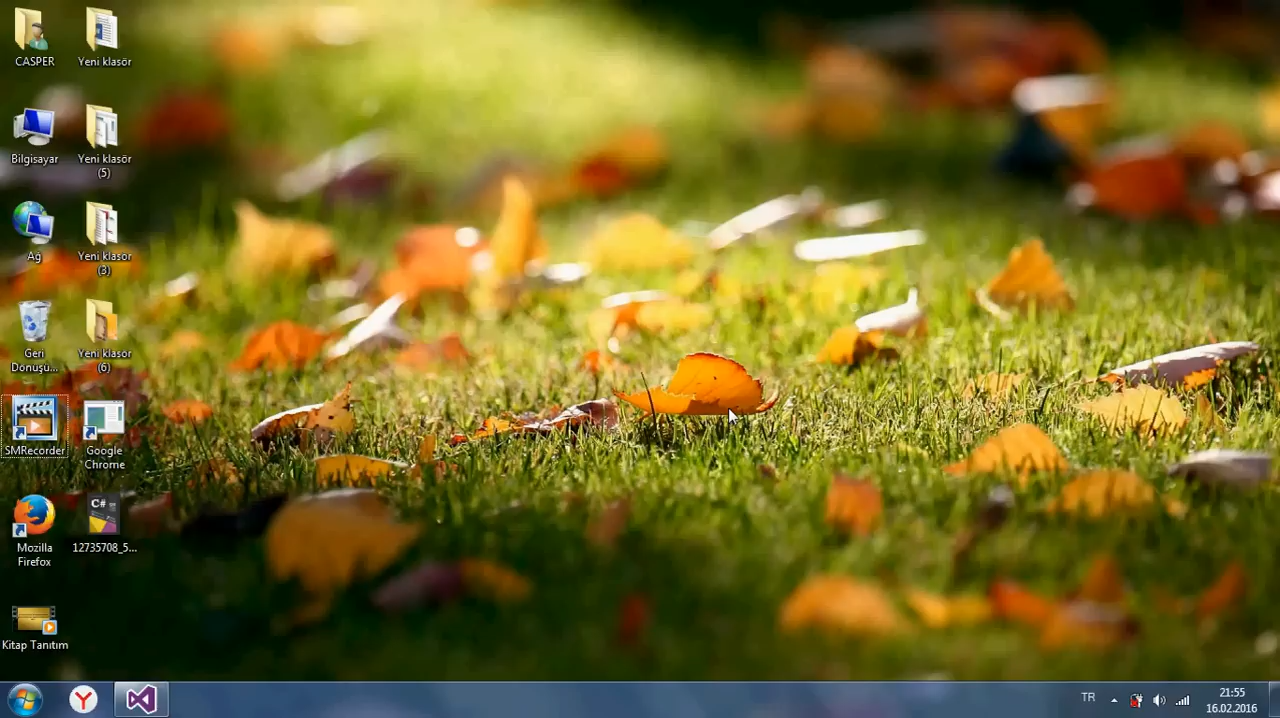 CASPER
Yeni klasör
Bilgisayar
Yeni klasör
(5)
Ağ
Yeni klasör
(3)
Geri
Dönüşü...
Yeni klasör
(6)
SMRecorder
Google
Chrome
Mozilla
Firefox
C#
12735708_5...
Kitap Tanıtım
TR
21:55
16.02.2016